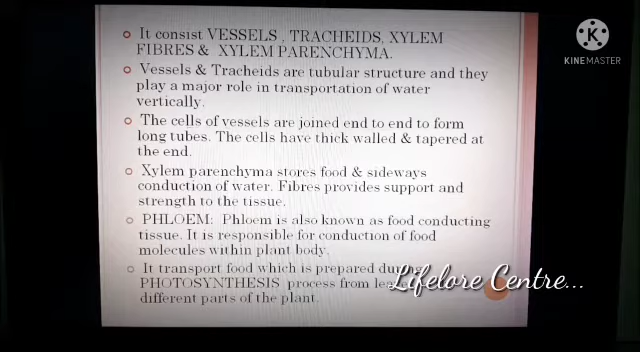 It consist VESSELS , TRACHEIDS, XYLEM
FIBRES & XYLEM PARENCHYMA.
Vessels & Tracheids are tubular structure and they
play a major role in transportation of water
vertically.
The cells of vessels are joined end to end to form
long tubes. The cells have thick walled & tapered at
the end.
Xylem parenchyma stores food & sideways
conduction of water. Fibres provides support and
strength to the tissue.
PHLOEM: Phloem is also known as food conducting
tissue. It is responsible for conduction of food
molecules within plant body.
It transport food which is prepared during
PHOTOSYNTHESIS process from
different parts of the plant.
Lifelore Centre...
K
KINEMASTER